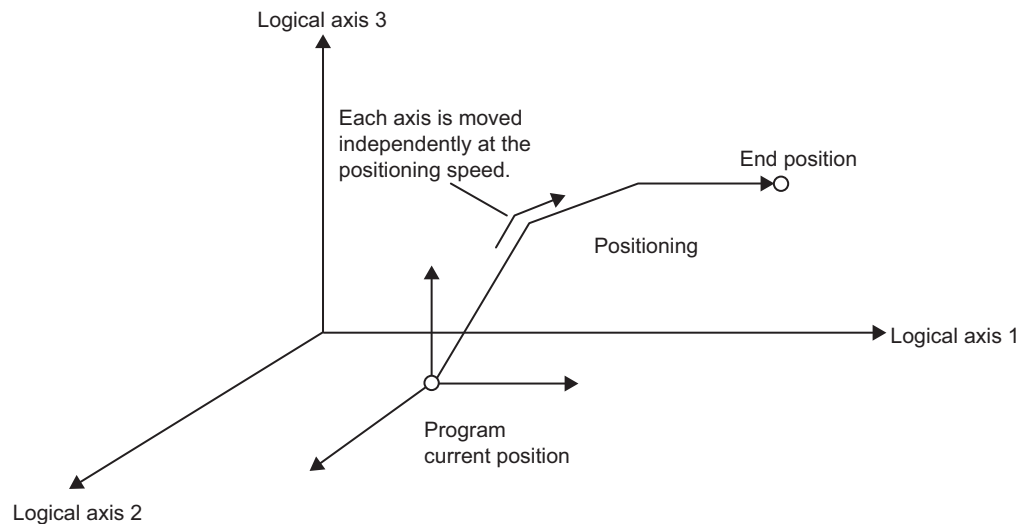 Logical axis 3
Each axis is moved
independently at the
positioning speed.
End position
Positioning
Logical axis 1
Program
current position
Logical axis 2